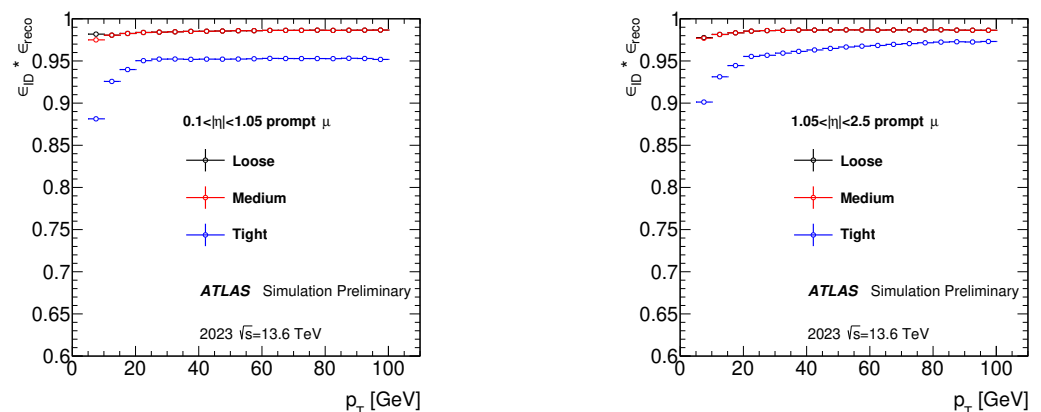 ϵ_ID * ϵ_reco
1
0.95
0.9
0.85
0.8
0.75
0.7
0.65
0.6
0.1<|η|<1.05 prompt μ
Loose
Medium
Tight
ATLAS Simulation Preliminary
2023 √s=13.6 TeV
0 20 40 60 80 100
p_T [GeV]
ϵ_ID * ϵ_reco
1
0.95
0.9
0.85
0.8
0.75
0.7
0.65
0.6
1.05<|η|<2.5 prompt μ
Loose
Medium
Tight
ATLAS Simulation Preliminary
2023 √s=13.6 TeV
0 20 40 60 80 100
p_T [GeV]